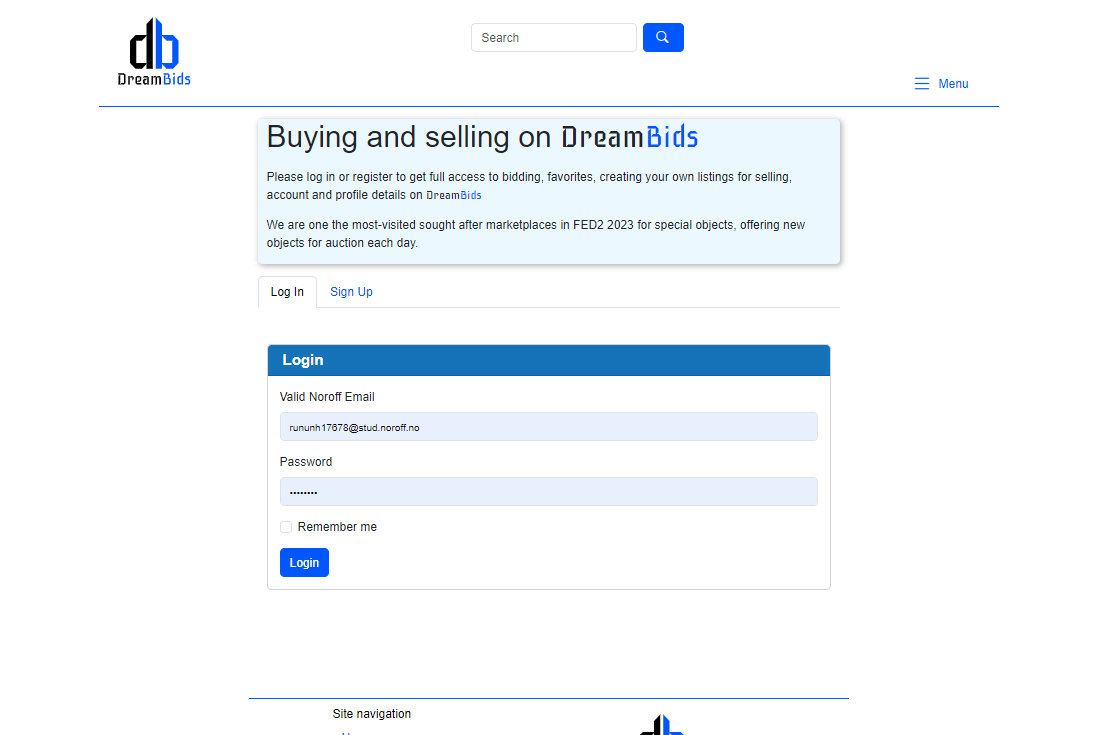 db
DreamBids
Search
Menu
Buying and selling on DreamBids
Please log in or register to get full access to bidding, favorites, creating your own listings for selling,
account and profile details on DreamBids
We are one the most-visited sought after marketplaces in FED2 2023 for special objects, offering new
objects for auction each day.
Log In
Sign Up
Login
Valid Noroff Email
rununh17678@stud.noroff.no
Password
Remember me
Login
Site navigation
db